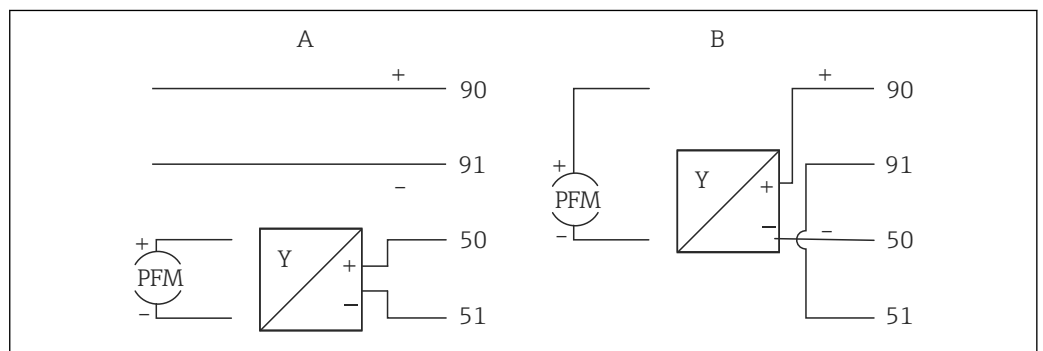 A B
+ 90 + 90
91 91
−
+ PFM − Y + − 50 51
+ PFM − Y + − − 50 51